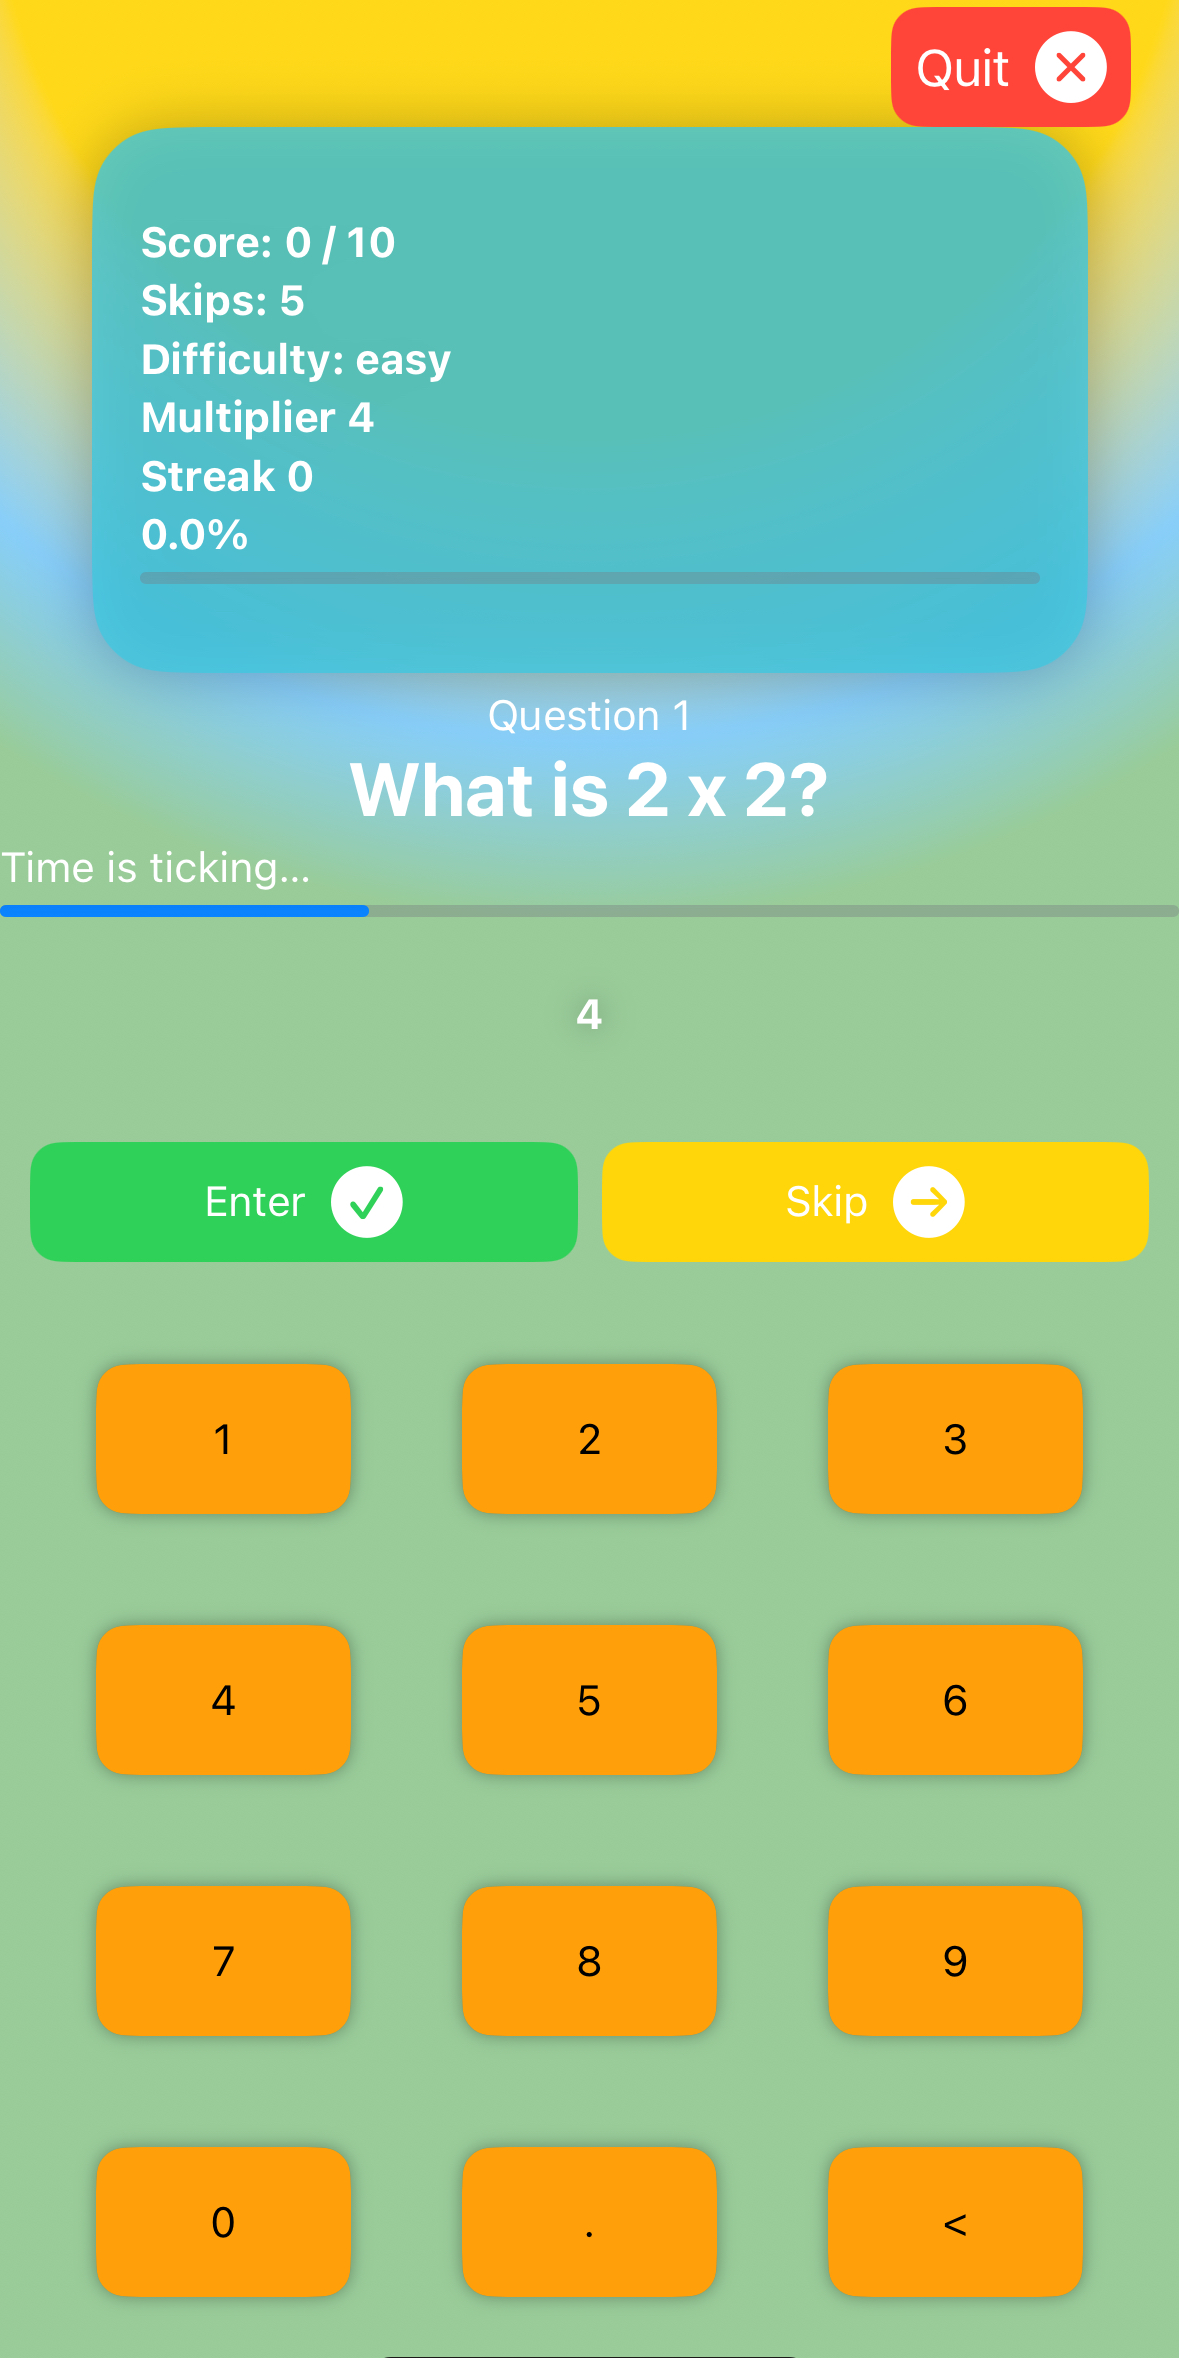 Quit
Score: 0 / 10
Skips: 5
Difficulty: easy
Multiplier 4
Streak 0
0.0%
Question 1
What is 2 x 2?
Time is ticking...
4
Enter
Skip
1
2
3
4
5
6
7
8
9
0
.
<